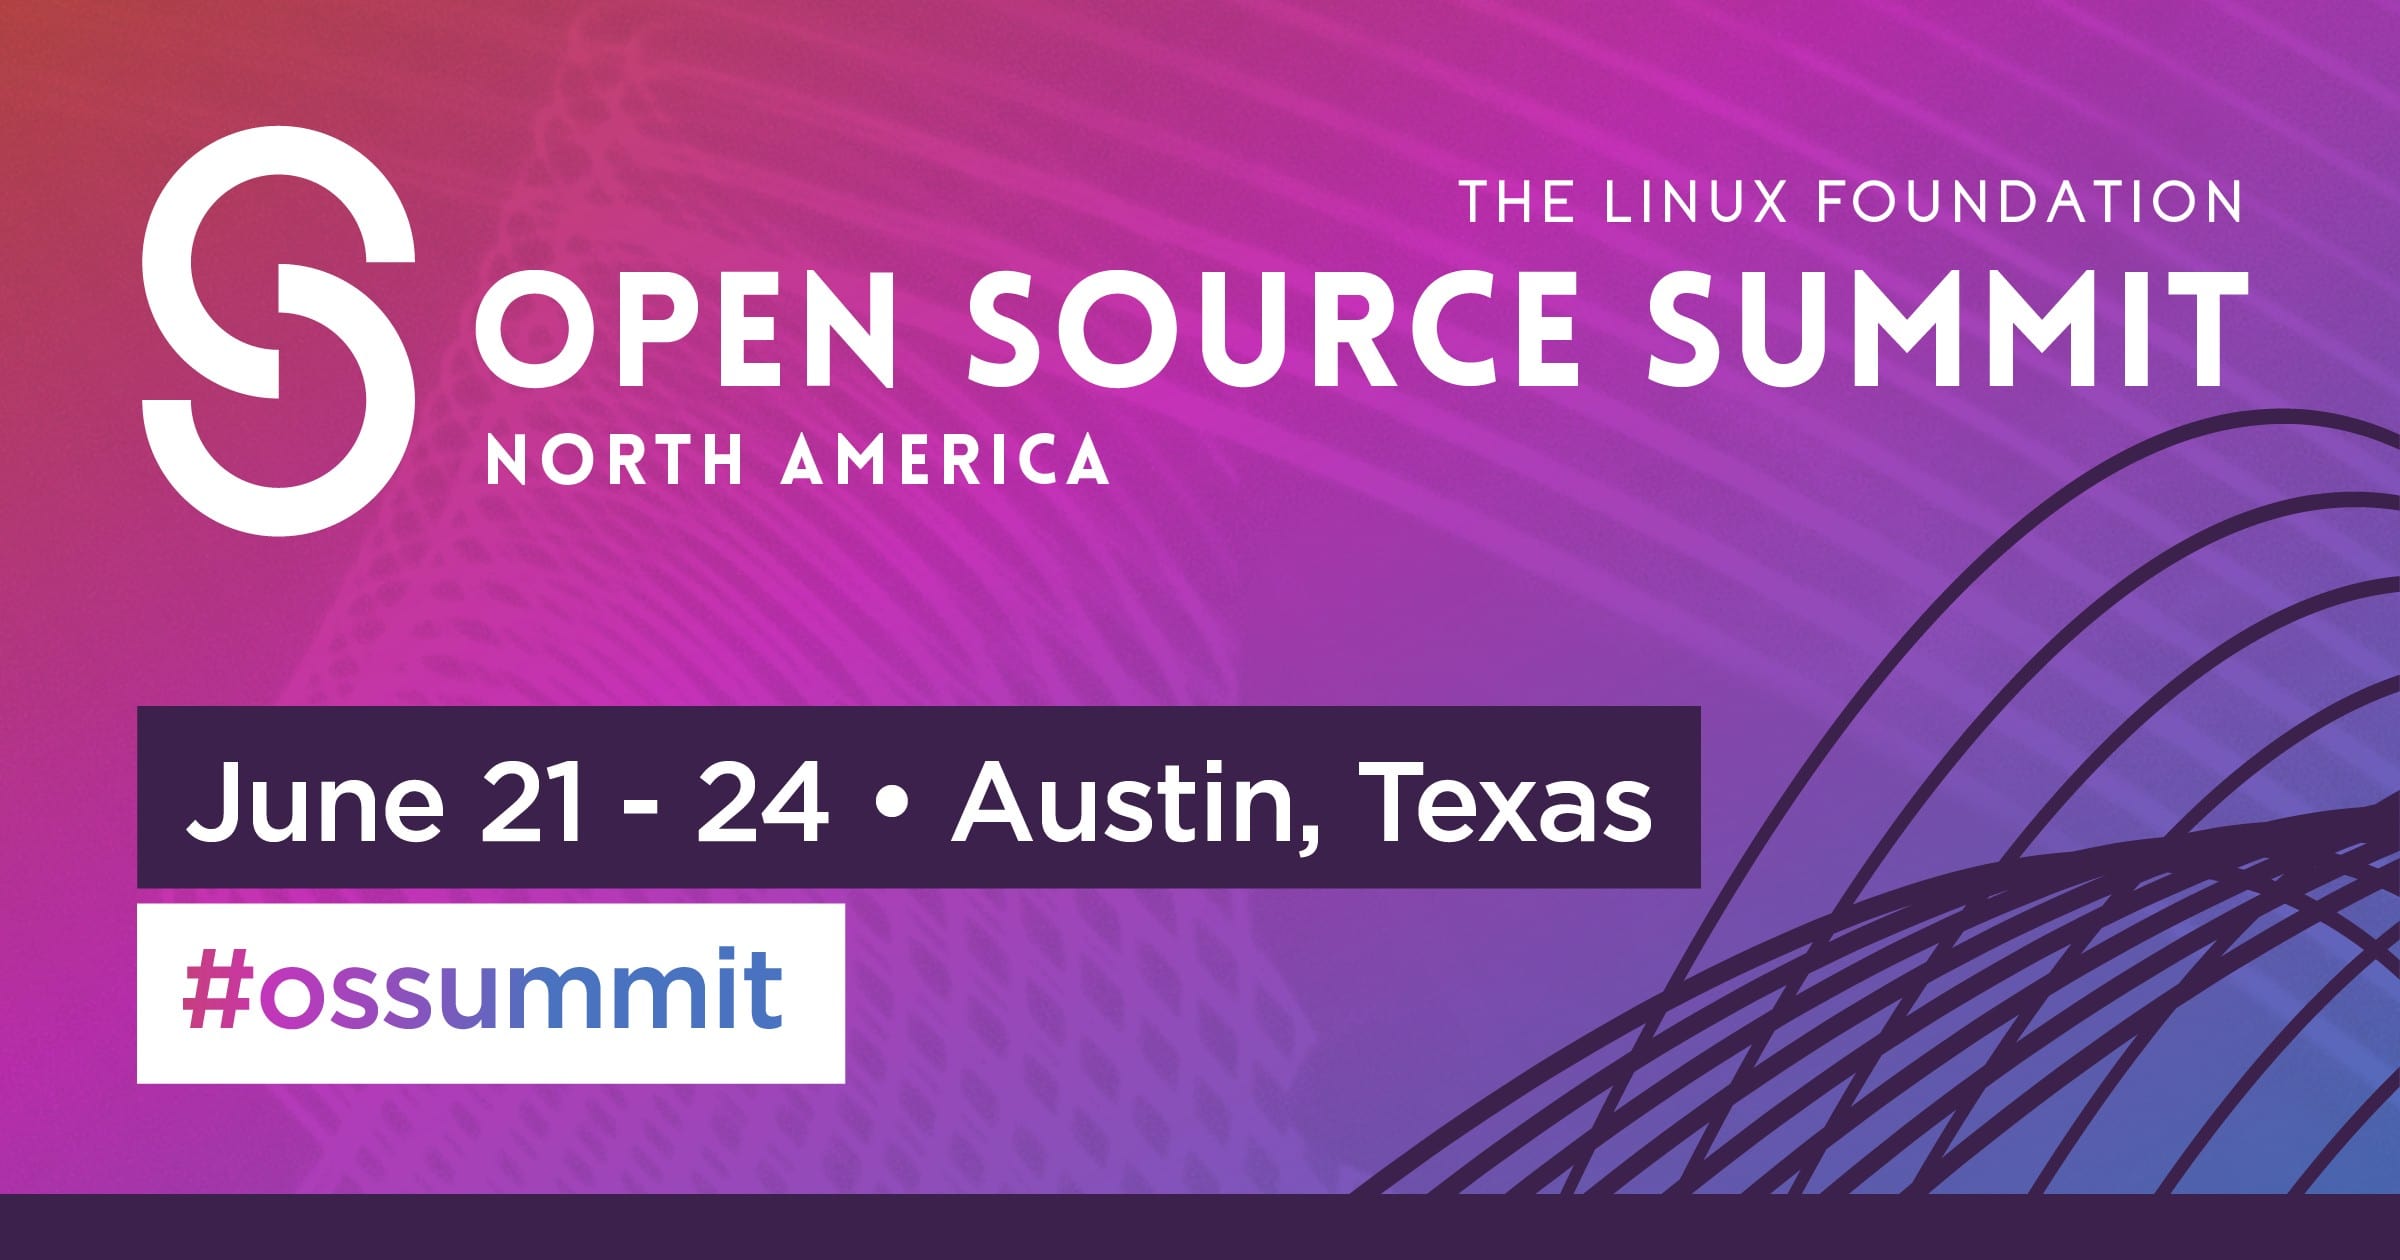 THE LINUX FOUNDATION
OPEN SOURCE SUMMIT
NORTH AMERICA
June 21 - 24 • Austin, Texas
#ossummit